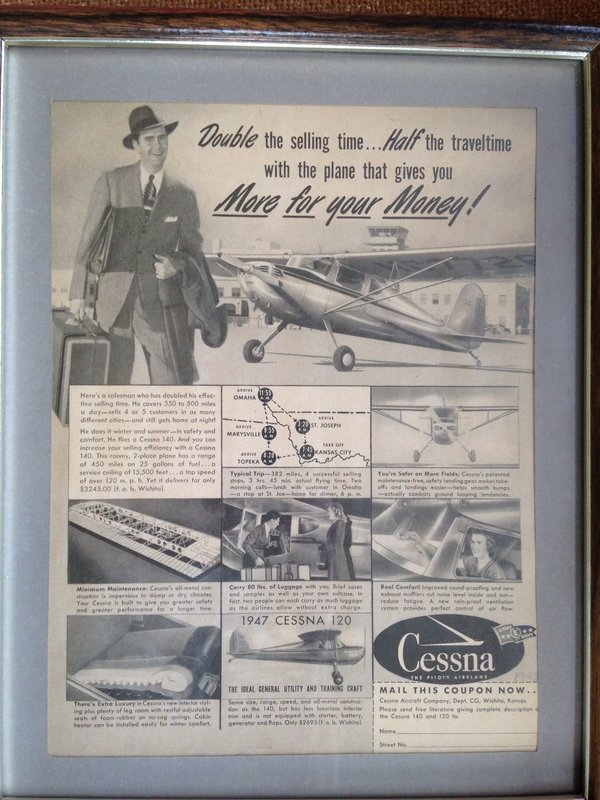 Double the selling time...Half the traveltime
with the plane that gives you
More for your Money!
Here's a salesman who has doubled his effec-
tive selling time. He covers 350 to 500 miles
a day—sells 4 or 5 customers in as many
different cities—and still gets home at night!
He does it winter and summer—in safety and
comfort. He flies a Cessna 140. And you can
increase your selling efficiency with a Cessna
140. This roomy, 2-place plane has a range
of 450 miles on 25 gallons of fuel...a
service ceiling of 15,500 feet...a top speed
of over 120 m. p. h. Yet it delivers for only
$3245.00 (f. o. b. Wichita).
ARRIVE
OMAHA
ARRIVE
ST. JOSEPH
ARRIVE
MARYSVILLE
TAKE OFF
KANSAS CITY
ARRIVE
TOPEKA
Typical Trip—382 miles, 4 successful selling
stops, 3 hrs. 45 min. actual flying time. Two
morning calls—lunch with customer in Omaha
—a stop at St. Joe—home for dinner, 6 p. m.
You're Safer on More Fields: Cessna's patented
maintenance-free, safety landing gear makes take-
offs and landings easier—helps smooth bumps
—actually combats ground looping tendencies.
Minimum Maintenance: Cessna's all-metal con-
struction is impervious to damp or dry climates.
Your Cessna is built to give you greater safety
and greater performance for a longer time.
Carry 80 lbs. of Luggage with you. Brief cases
and samples as well as your own suitcase. In
fact, two people can each carry as much luggage
as the airlines allow without extra charge.
Real Comfort! Improved sound-proofing and new
exhaust mufflers cut noise level inside and out—
reduce fatigue. A new rain-proof ventilation
system provides perfect control of air flow.
There's Extra Luxury in Cessna's new interior styl-
ing plus plenty of leg room with restful adjustable
seats of foam-rubber on no-sag springs. Cabin
heater can be installed easily for winter comfort.
1947 CESSNA 120
THE IDEAL GENERAL UTILITY AND TRAINING CRAFT
Same size, range, speed, and all-metal construc-
tion as the 140, but has less luxurious interior
trim and is not equipped with starter, battery,
generator and flaps. Only $2695 (f. o. b. Wichita).
ARMY E NAVY
Cessna
THE PILOT'S AIRPLANE
MAIL THIS COUPON NOW..
Cessna Aircraft Company, Dept. CG, Wichita, Kansas
Please send free literature giving complete description
the Cessna 140 and 120 to:
Name
Street No.